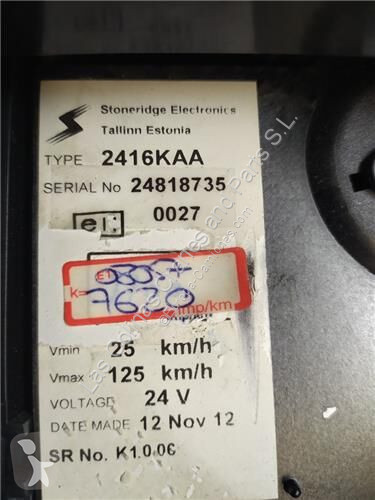 Stoneridge Electronics
Tallinn Estonia
TYPE 2416KAA
SERIAL No 24818735
0027
k= 7620 imp/km
Vmin 25 km/h
Vmax 125 km/h
VOLTAGE 24 V
DATE MADE 12 Nov 12
SR No. K1.0.06